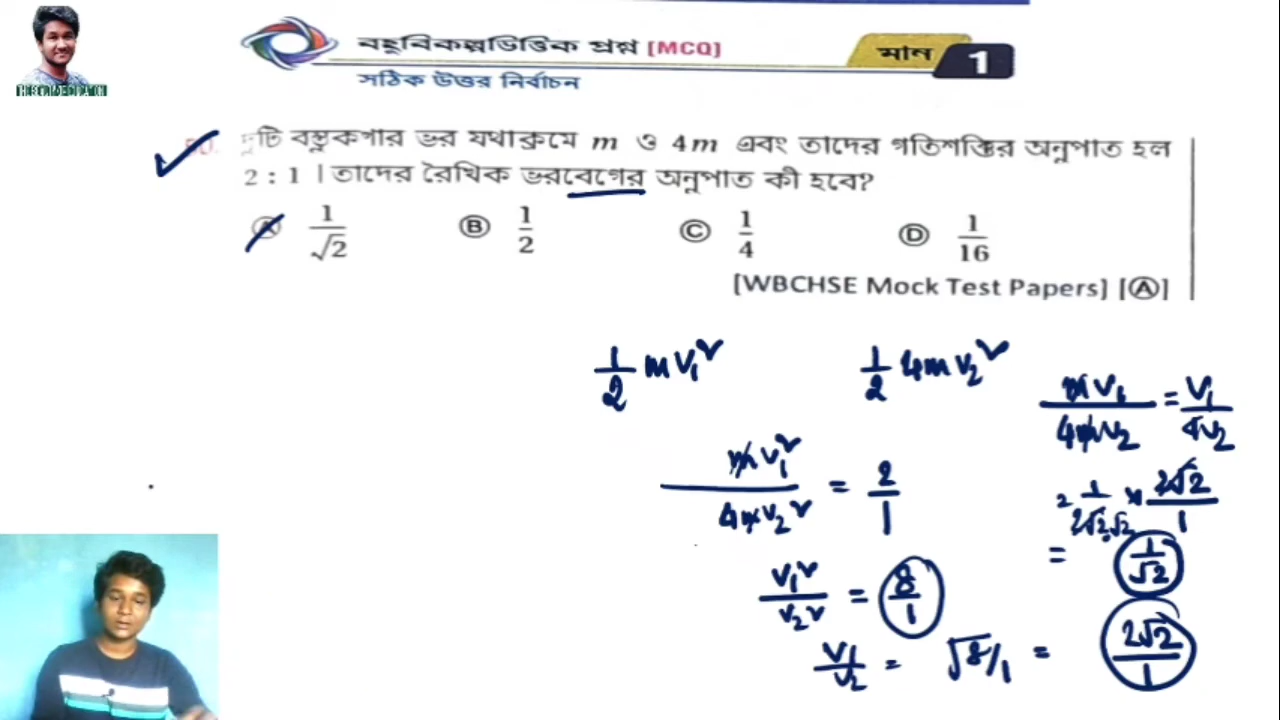 বহুবিকল্পভিত্তিক প্রশ্ন [MCQ]
মান 1
সঠিক উত্তর নির্বাচন
দুটি বস্তুকণার ভর যথাক্রমে m ও 4m এবং তাদের গতিশক্তির অনুপাত হল
2 : 1 । তাদের রৈখিক ভরবেগের অনুপাত কী হবে?
Ⓐ 1/√2 Ⓑ 1/2 Ⓒ 1/4 Ⓓ 1/16
[WBCHSE Mock Test Papers] [Ⓐ]
1/2 mv₁² 1/2 4mv₂²
mv₁/4mv₂ = v₁/4v₂
mv₁²/4mv₂² = 2/1
× 2√2/1
= 1/√2
v₁²/v₂² = 8/1
v₁/v₂ = √8/1 = 2√2/1